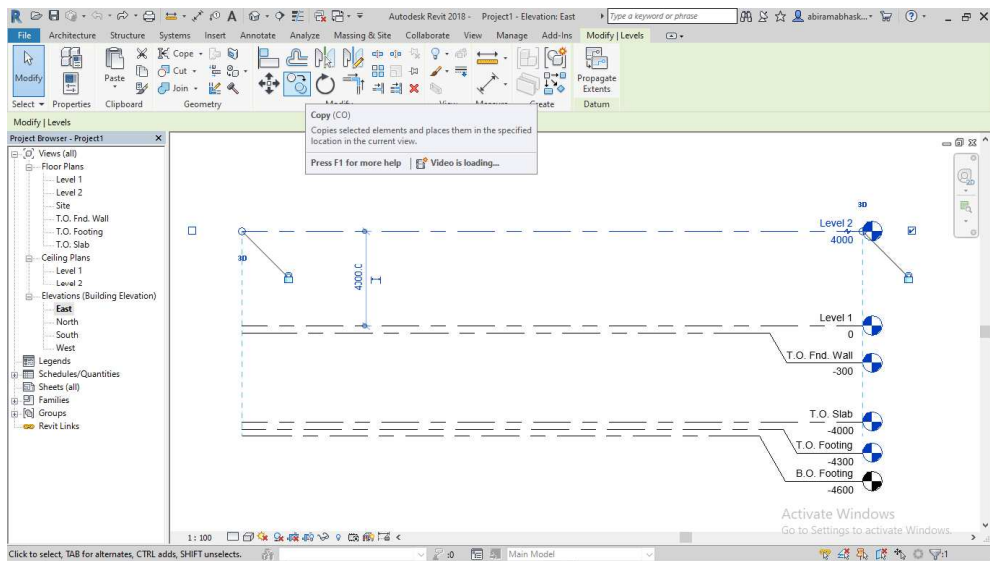 Autodesk Revit 2018 - Project1 - Elevation: East
Type a keyword or phrase
abiramabhask...
File Architecture Structure Systems Insert Annotate Analyze Massing & Site Collaborate View Manage Add-Ins Modify | Levels
Modify
Paste
Cope
Cut
Join
Propagate Extents
Select Properties Clipboard Geometry Modify View Measure Create Datum
Modify | Levels
Copy (CO)
Copies selected elements and places them in the specified
location in the current view.
Press F1 for more help
Video is loading...
Project Browser - Project1
Views (all)
Floor Plans
Level 1
Level 2
Site
T.O. Fnd. Wall
T.O. Footing
T.O. Slab
Ceiling Plans
Level 1
Level 2
Elevations (Building Elevation)
East
North
South
West
Legends
Schedules/Quantities
Sheets (all)
Families
Groups
Revit Links
3D
Level 2
4000
3D
4000.0
Level 1
0
T.O. Fnd. Wall
-300
T.O. Slab
-4000
T.O. Footing
-4300
B.O. Footing
-4600
Activate Windows
Go to Settings to activate Windows.
1 : 100
Click to select, TAB for alternates, CTRL adds, SHIFT unselects.
:0
Main Model
:1